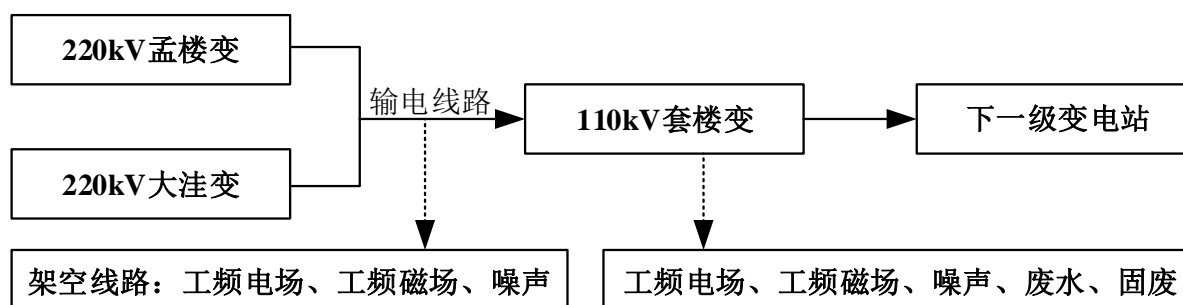 220kV孟楼变
输电线路
110kV套楼变
下一级变电站
220kV大洼变
架空线路：工频电场、工频磁场、噪声
工频电场、工频磁场、噪声、废水、固废